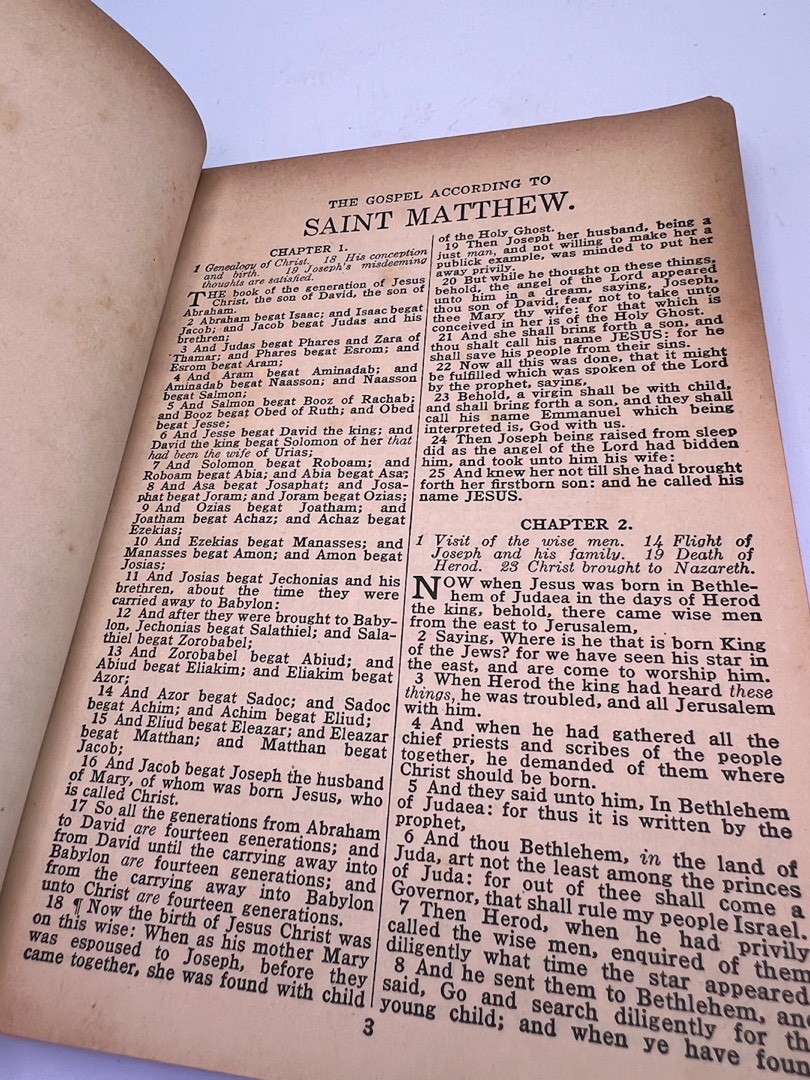 THE GOSPEL ACCORDING TO
SAINT MATTHEW.
CHAPTER 1.
1 Genealogy of Christ. 18 His conception
and birth. 19 Joseph's misdeeming
thoughts are satisfied.
THE book of the generation of Jesus
Christ, the son of David, the son of
Abraham.
2 Abraham begat Isaac; and Isaac begat
Jacob; and Jacob begat Judas and his
brethren;
3 And Judas begat Phares and Zara of
Thamar; and Phares begat Esrom; and
Esrom begat Aram;
4 And Aram begat Aminadab; and
Aminadab begat Naasson; and Naasson
begat Salmon;
5 And Salmon begat Booz of Rachab;
and Booz begat Obed of Ruth; and Obed
begat Jesse;
6 And Jesse begat David the king; and
David the king begat Solomon of her that
had been the wife of Urias;
7 And Solomon begat Roboam; and
Roboam begat Abia; and Abia begat Asa;
8 And Asa begat Josaphat; and Josa-
phat begat Joram; and Joram begat Ozias;
9 And Ozias begat Joatham; and
Joatham begat Achaz; and Achaz begat
Ezekias;
10 And Ezekias begat Manasses; and
Manasses begat Amon; and Amon begat
Josias;
11 And Josias begat Jechonias and his
brethren, about the time they were
carried away to Babylon:
12 And after they were brought to Baby-
lon, Jechonias begat Salathiel; and Sala-
thiel begat Zorobabel;
13 And Zorobabel begat Abiud; and
Abiud begat Eliakim; and Eliakim begat
Azor;
14 And Azor begat Sadoc; and Sadoc
begat Achim; and Achim begat Eliud;
15 And Eliud begat Eleazar; and Eleazar
begat Matthan; and Matthan begat
Jacob;
16 And Jacob begat Joseph the husband
of Mary, of whom was born Jesus, who
is called Christ.
17 So all the generations from Abraham
to David are fourteen generations; and
from David until the carrying away into
Babylon are fourteen generations; and
from the carrying away into Babylon
unto Christ are fourteen generations.
18 ¶ Now the birth of Jesus Christ was
on this wise: When as his mother Mary
was espoused to Joseph, before they
came together, she was found with child
of the Holy Ghost.
19 Then Joseph her husband, being a
just man, and not willing to make her a
publick example, was minded to put her
away privily.
20 But while he thought on these things,
behold, the angel of the Lord appeared
unto him in a dream, saying, Joseph,
thou son of David, fear not to take unto
thee Mary thy wife: for that which is
conceived in her is of the Holy Ghost.
21 And she shall bring forth a son, and
thou shalt call his name JESUS: for he
shall save his people from their sins.
22 Now all this was done, that it might
be fulfilled which was spoken of the Lord
by the prophet, saying,
23 Behold, a virgin shall be with child,
and shall bring forth a son, and they shall
call his name Emmanuel which being
interpreted is, God with us.
24 Then Joseph being raised from sleep
did as the angel of the Lord had bidden
him, and took unto him his wife:
25 And knew her not till she had brought
forth her firstborn son: and he called his
name JESUS.
CHAPTER 2.
1 Visit of the wise men. 14 Flight of
Joseph and his family. 19 Death of
Herod. 23 Christ brought to Nazareth.
NOW when Jesus was born in Bethle-
hem of Judaea in the days of Herod
the king, behold, there came wise men
from the east to Jerusalem,
2 Saying, Where is he that is born King
of the Jews? for we have seen his star in
the east, and are come to worship him.
3 When Herod the king had heard these
things, he was troubled, and all Jerusalem
with him.
4 And when he had gathered all the
chief priests and scribes of the people
together, he demanded of them where
Christ should be born.
5 And they said unto him, In Bethlehem
of Judaea: for thus it is written by the
prophet,
6 And thou Bethlehem, in the land of
Juda, art not the least among the princes
of Juda: for out of thee shall come a
Governor, that shall rule my people Israel.
7 Then Herod, when he had privily
called the wise men, enquired of them
diligently what time the star appeared.
8 And he sent them to Bethlehem, and
said, Go and search diligently for th
young child; and when ye have foun
3